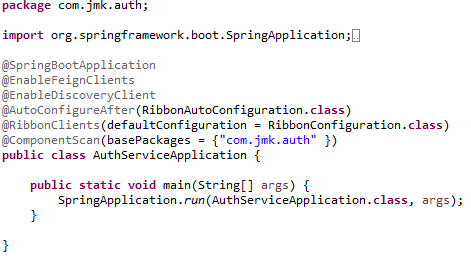 package com.jmk.auth;
import org.springframework.boot.SpringApplication;
@SpringBootApplication
@EnableFeignClients
@EnableDiscoveryClient
@AutoConfigureAfter(RibbonAutoConfiguration.class)
@RibbonClients(defaultConfiguration = RibbonConfiguration.class)
@ComponentScan(basePackages = {"com.jmk.auth" })
public class AuthServiceApplication {
public static void main(String[] args) {
SpringApplication.run(AuthServiceApplication.class, args);
}
}